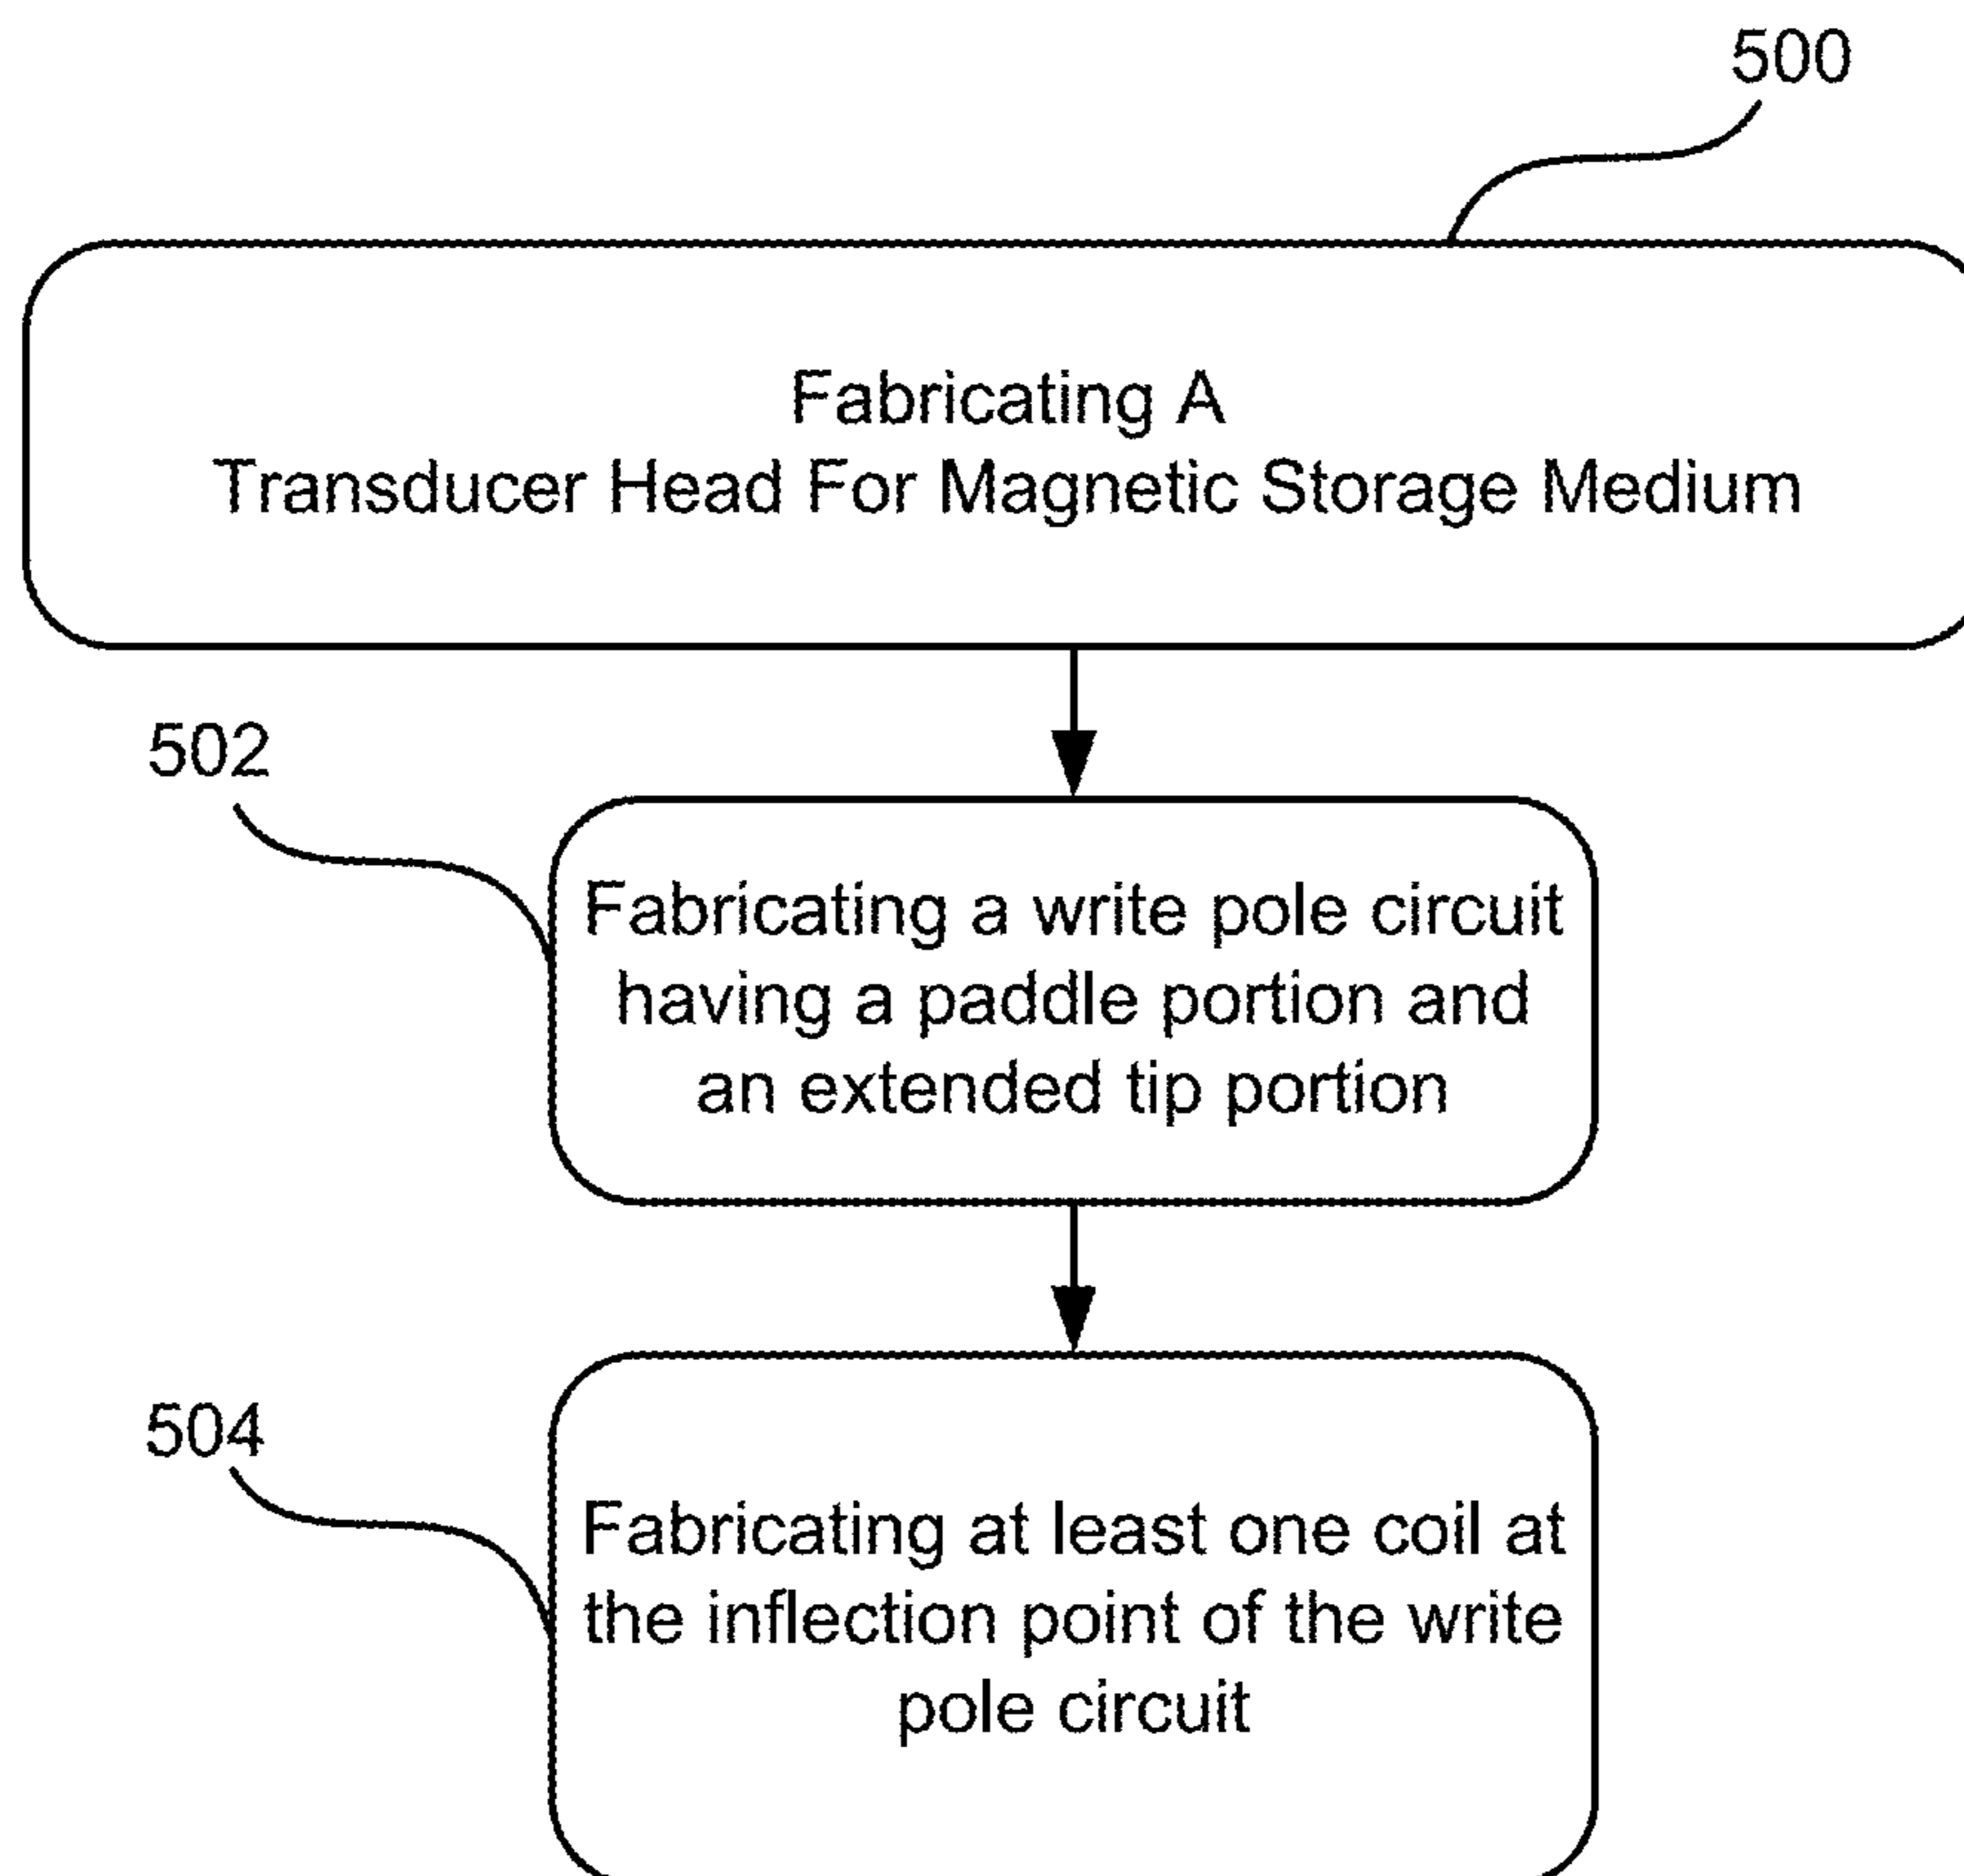 500
Fabricating A
Transducer Head For Magnetic Storage Medium
502
Fabricating a write pole circuit
having a paddle portion and
an extended tip portion
504
Fabricating at least one coil at
the inflection point of the write
pole circuit